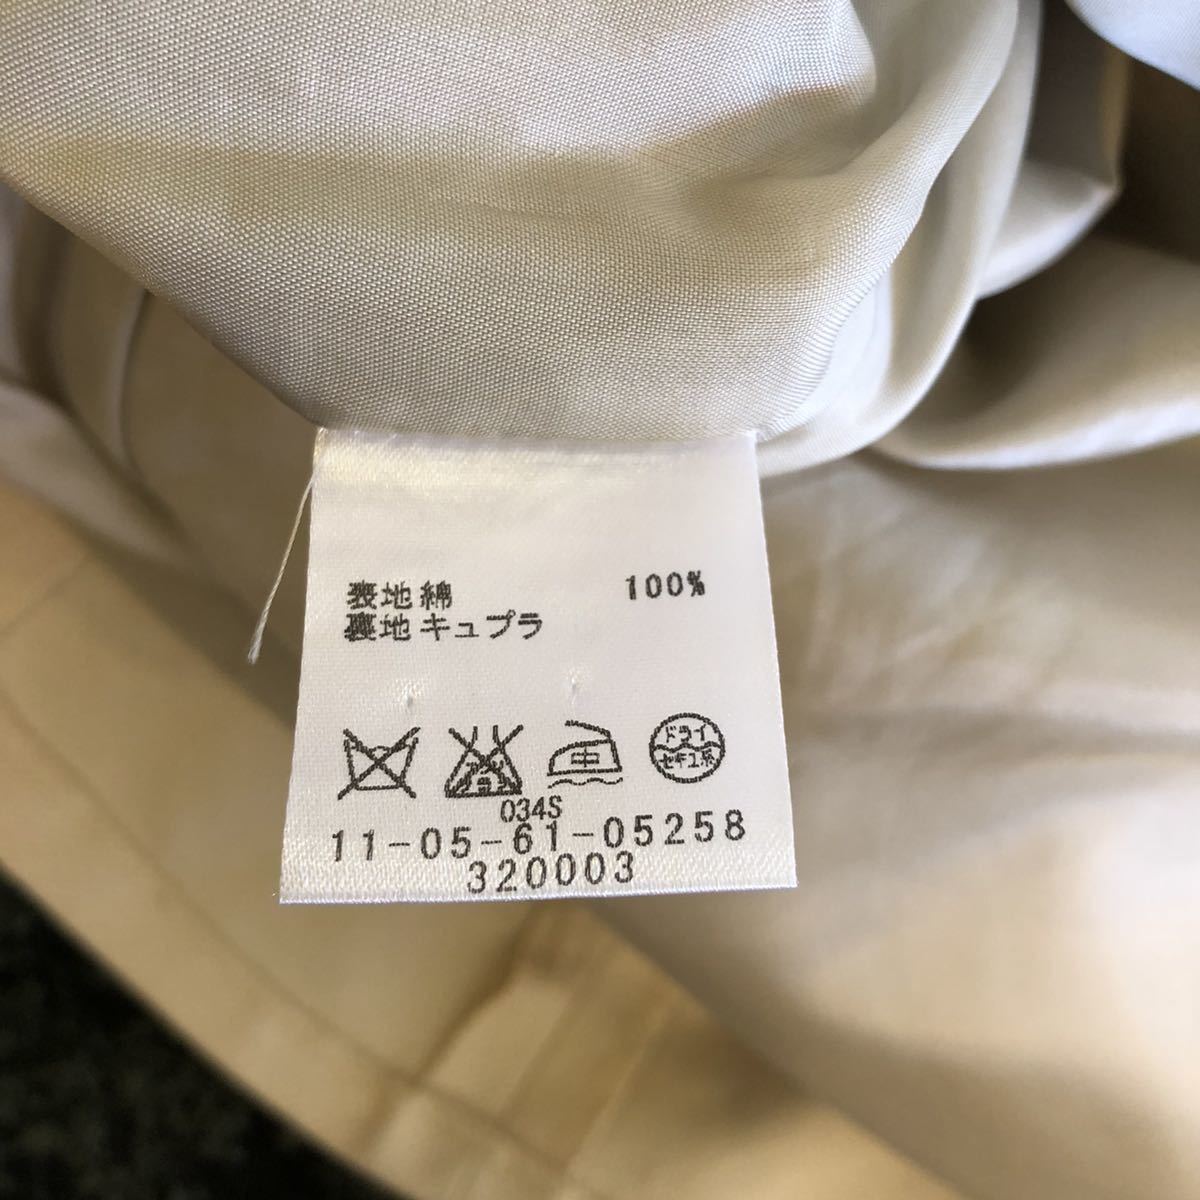 表地 綿 100%
裏地 キュプラ
中
ドライ
セキユ系
034S
11-05-61-05258
320003